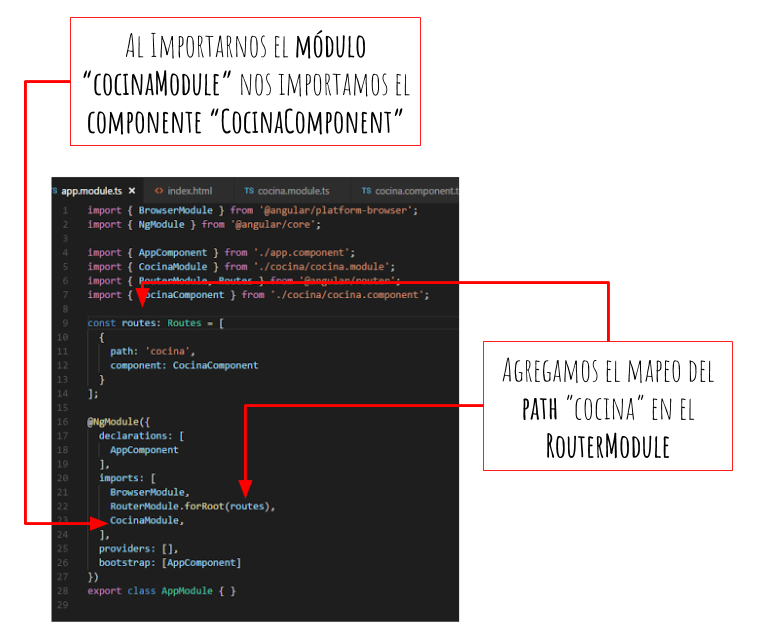 Al Importarnos el módulo
“cocinaModule” nos importamos el
componente “CocinaComponent”
TS app.module.ts × <> index.html TS cocina.module.ts TS cocina.component.t
1 import { BrowserModule } from '@angular/platform-browser';
2 import { NgModule } from '@angular/core';
3
4 import { AppComponent } from './app.component';
5 import { CocinaModule } from './cocina/cocina.module';
6 import { RouterModule, Routes } from '@angular/router';
7 import { CocinaComponent } from './cocina/cocina.component';
8
9 const routes: Routes = [
10 {
11 path: 'cocina',
12 component: CocinaComponent
13 }
14 ];
15
16 @NgModule({
17 declarations: [
18 AppComponent
19 ],
20 imports: [
21 BrowserModule,
22 RouterModule.forRoot(routes),
23 CocinaModule,
24 ],
25 providers: [],
26 bootstrap: [AppComponent]
27 })
28 export class AppModule { }
29
Agregamos el mapeo del
path “cocina” en el
RouterModule